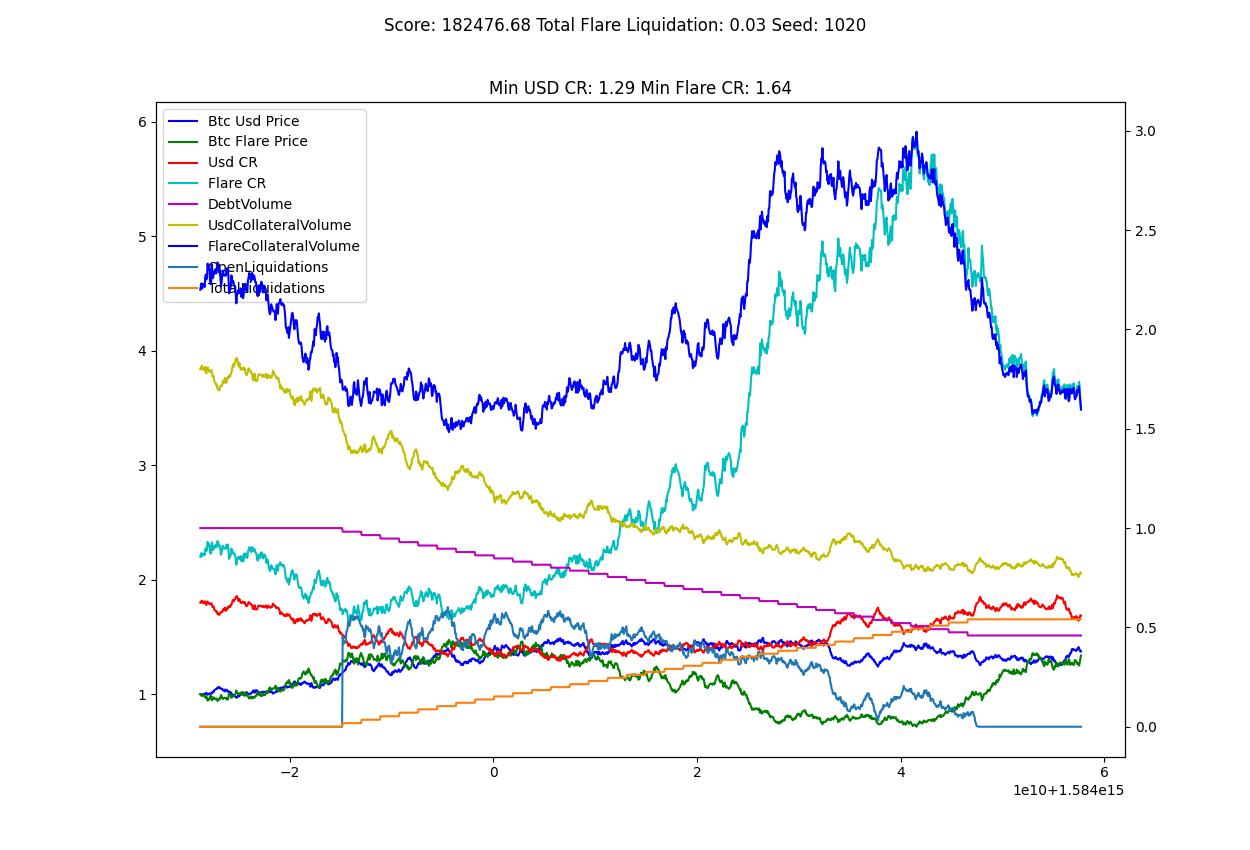 Score: 182476.68 Total Flare Liquidation: 0.03 Seed: 1020
Min USD CR: 1.29 Min Flare CR: 1.64
Btc Usd Price
Btc Flare Price
Usd CR
Flare CR
DebtVolume
UsdCollateralVolume
FlareCollateralVolume
OpenLiquidations
TotalLiquidations
6
5
4
3
2
1
3.0
2.5
2.0
1.5
1.0
0.5
0.0
−2 0 2 4 6
1e10+1.584e15